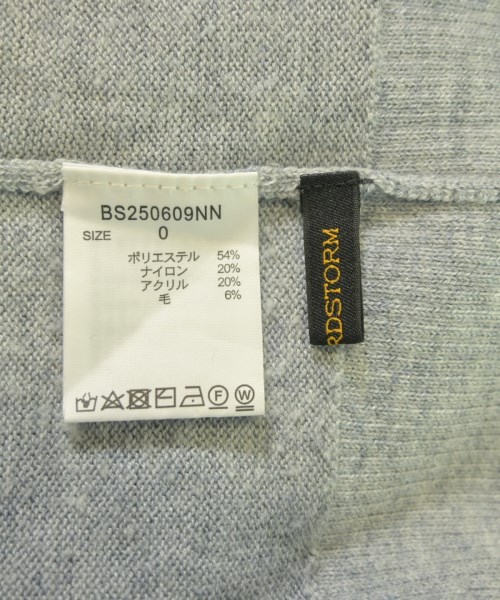 BS250609NN
SIZE 0
ポリエステル 54%
ナイロン 20%
アクリル 20%
毛 6%
F W
RDSTORM